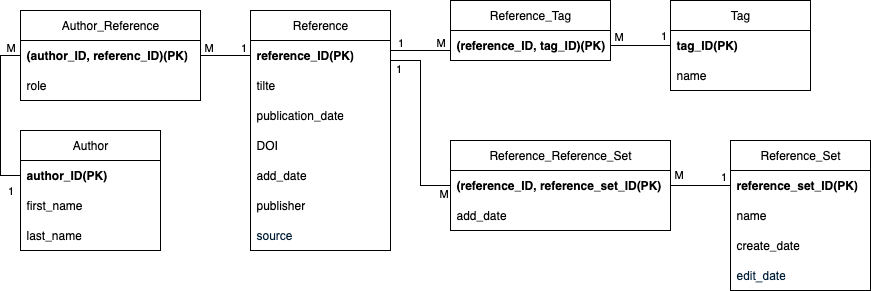 Author_Reference
M
(author_ID, referenc_ID)(PK)
M
role
Author
author_ID(PK)
1
first_name
last_name
Reference
1
reference_ID(PK)
1
1
tilte
publication_date
DOI
add_date
publisher
source
Reference_Tag
M
(reference_ID, tag_ID)(PK)
M
Tag
1
tag_ID(PK)
name
Reference_Reference_Set
M
(reference_ID, reference_set_ID(PK)
M
add_date
Reference_Set
1
reference_set_ID(PK)
name
create_date
edit_date